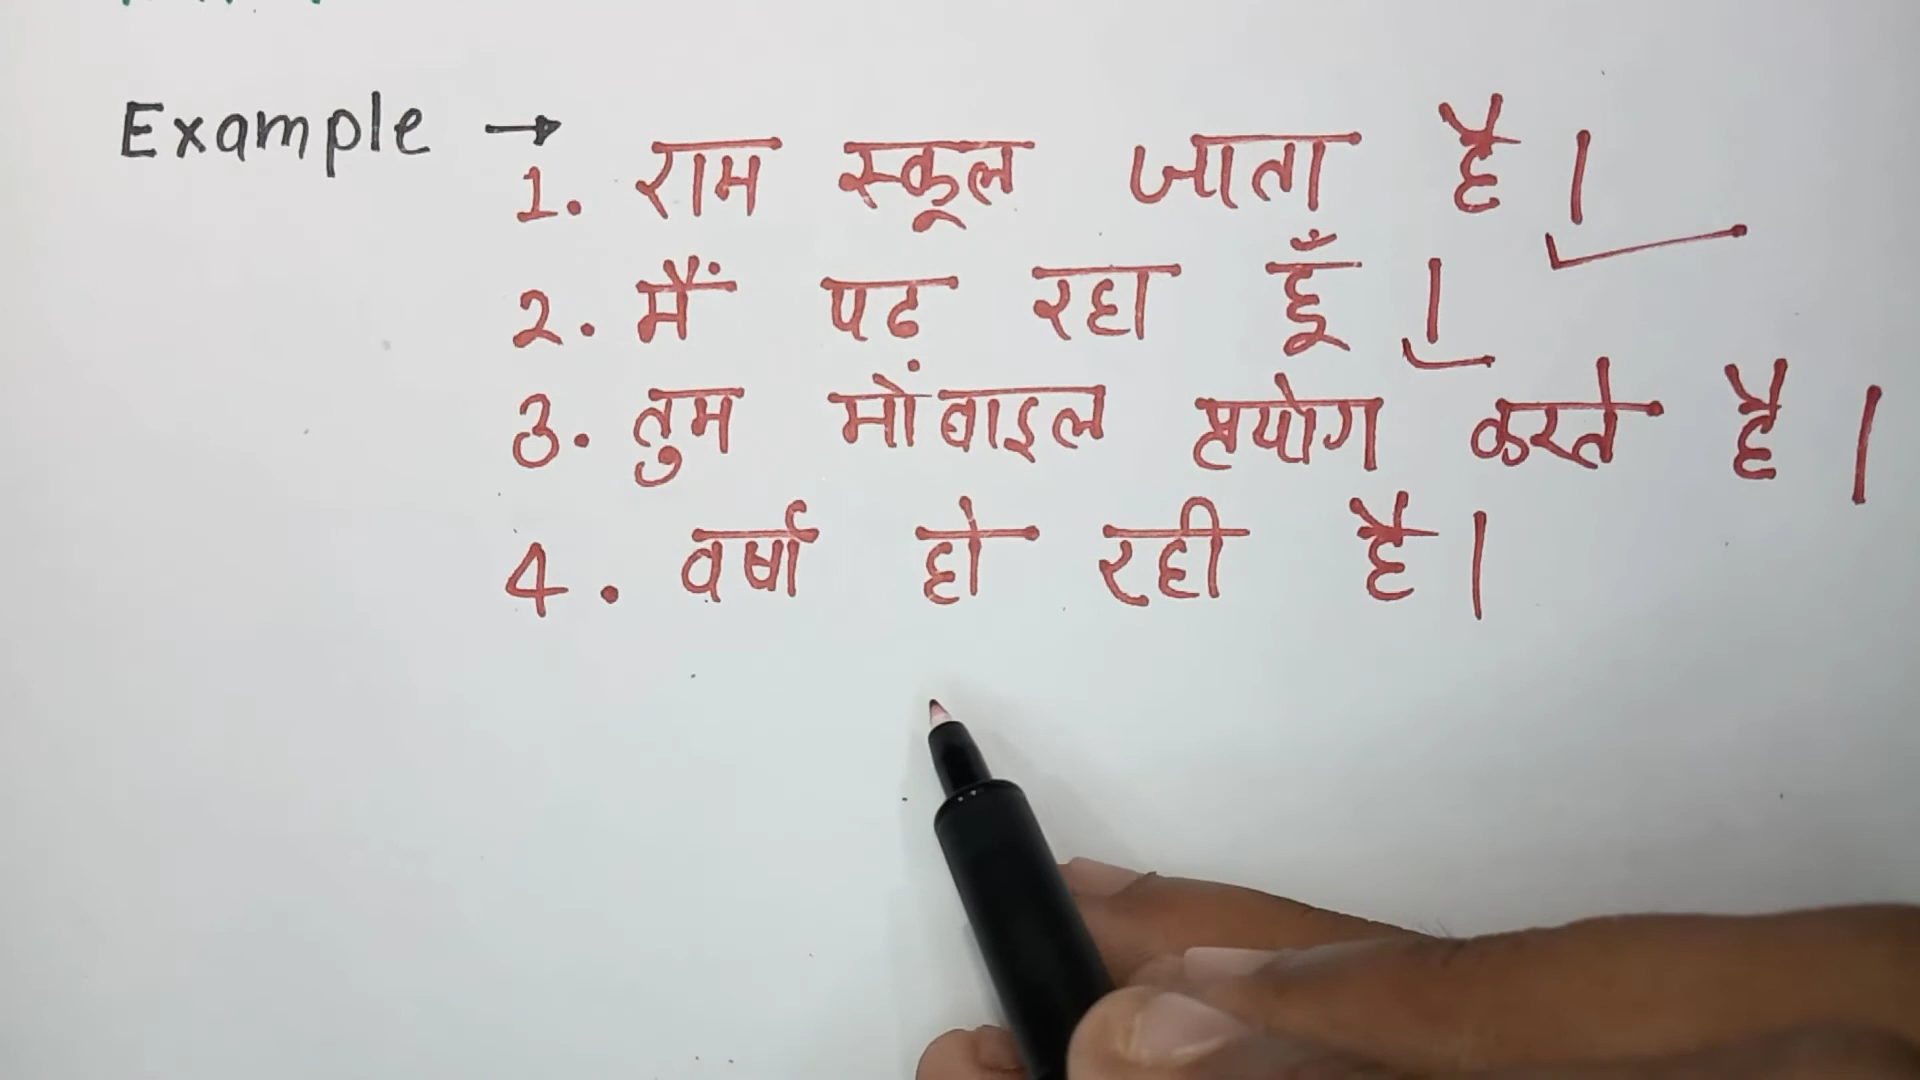 Example →
1. राम स्कूल जाता है।
2. मैं पढ रहा हूँ।
3. तुम मोंबाइल प्रयोग करते है।
4. वर्षा हो रही है।